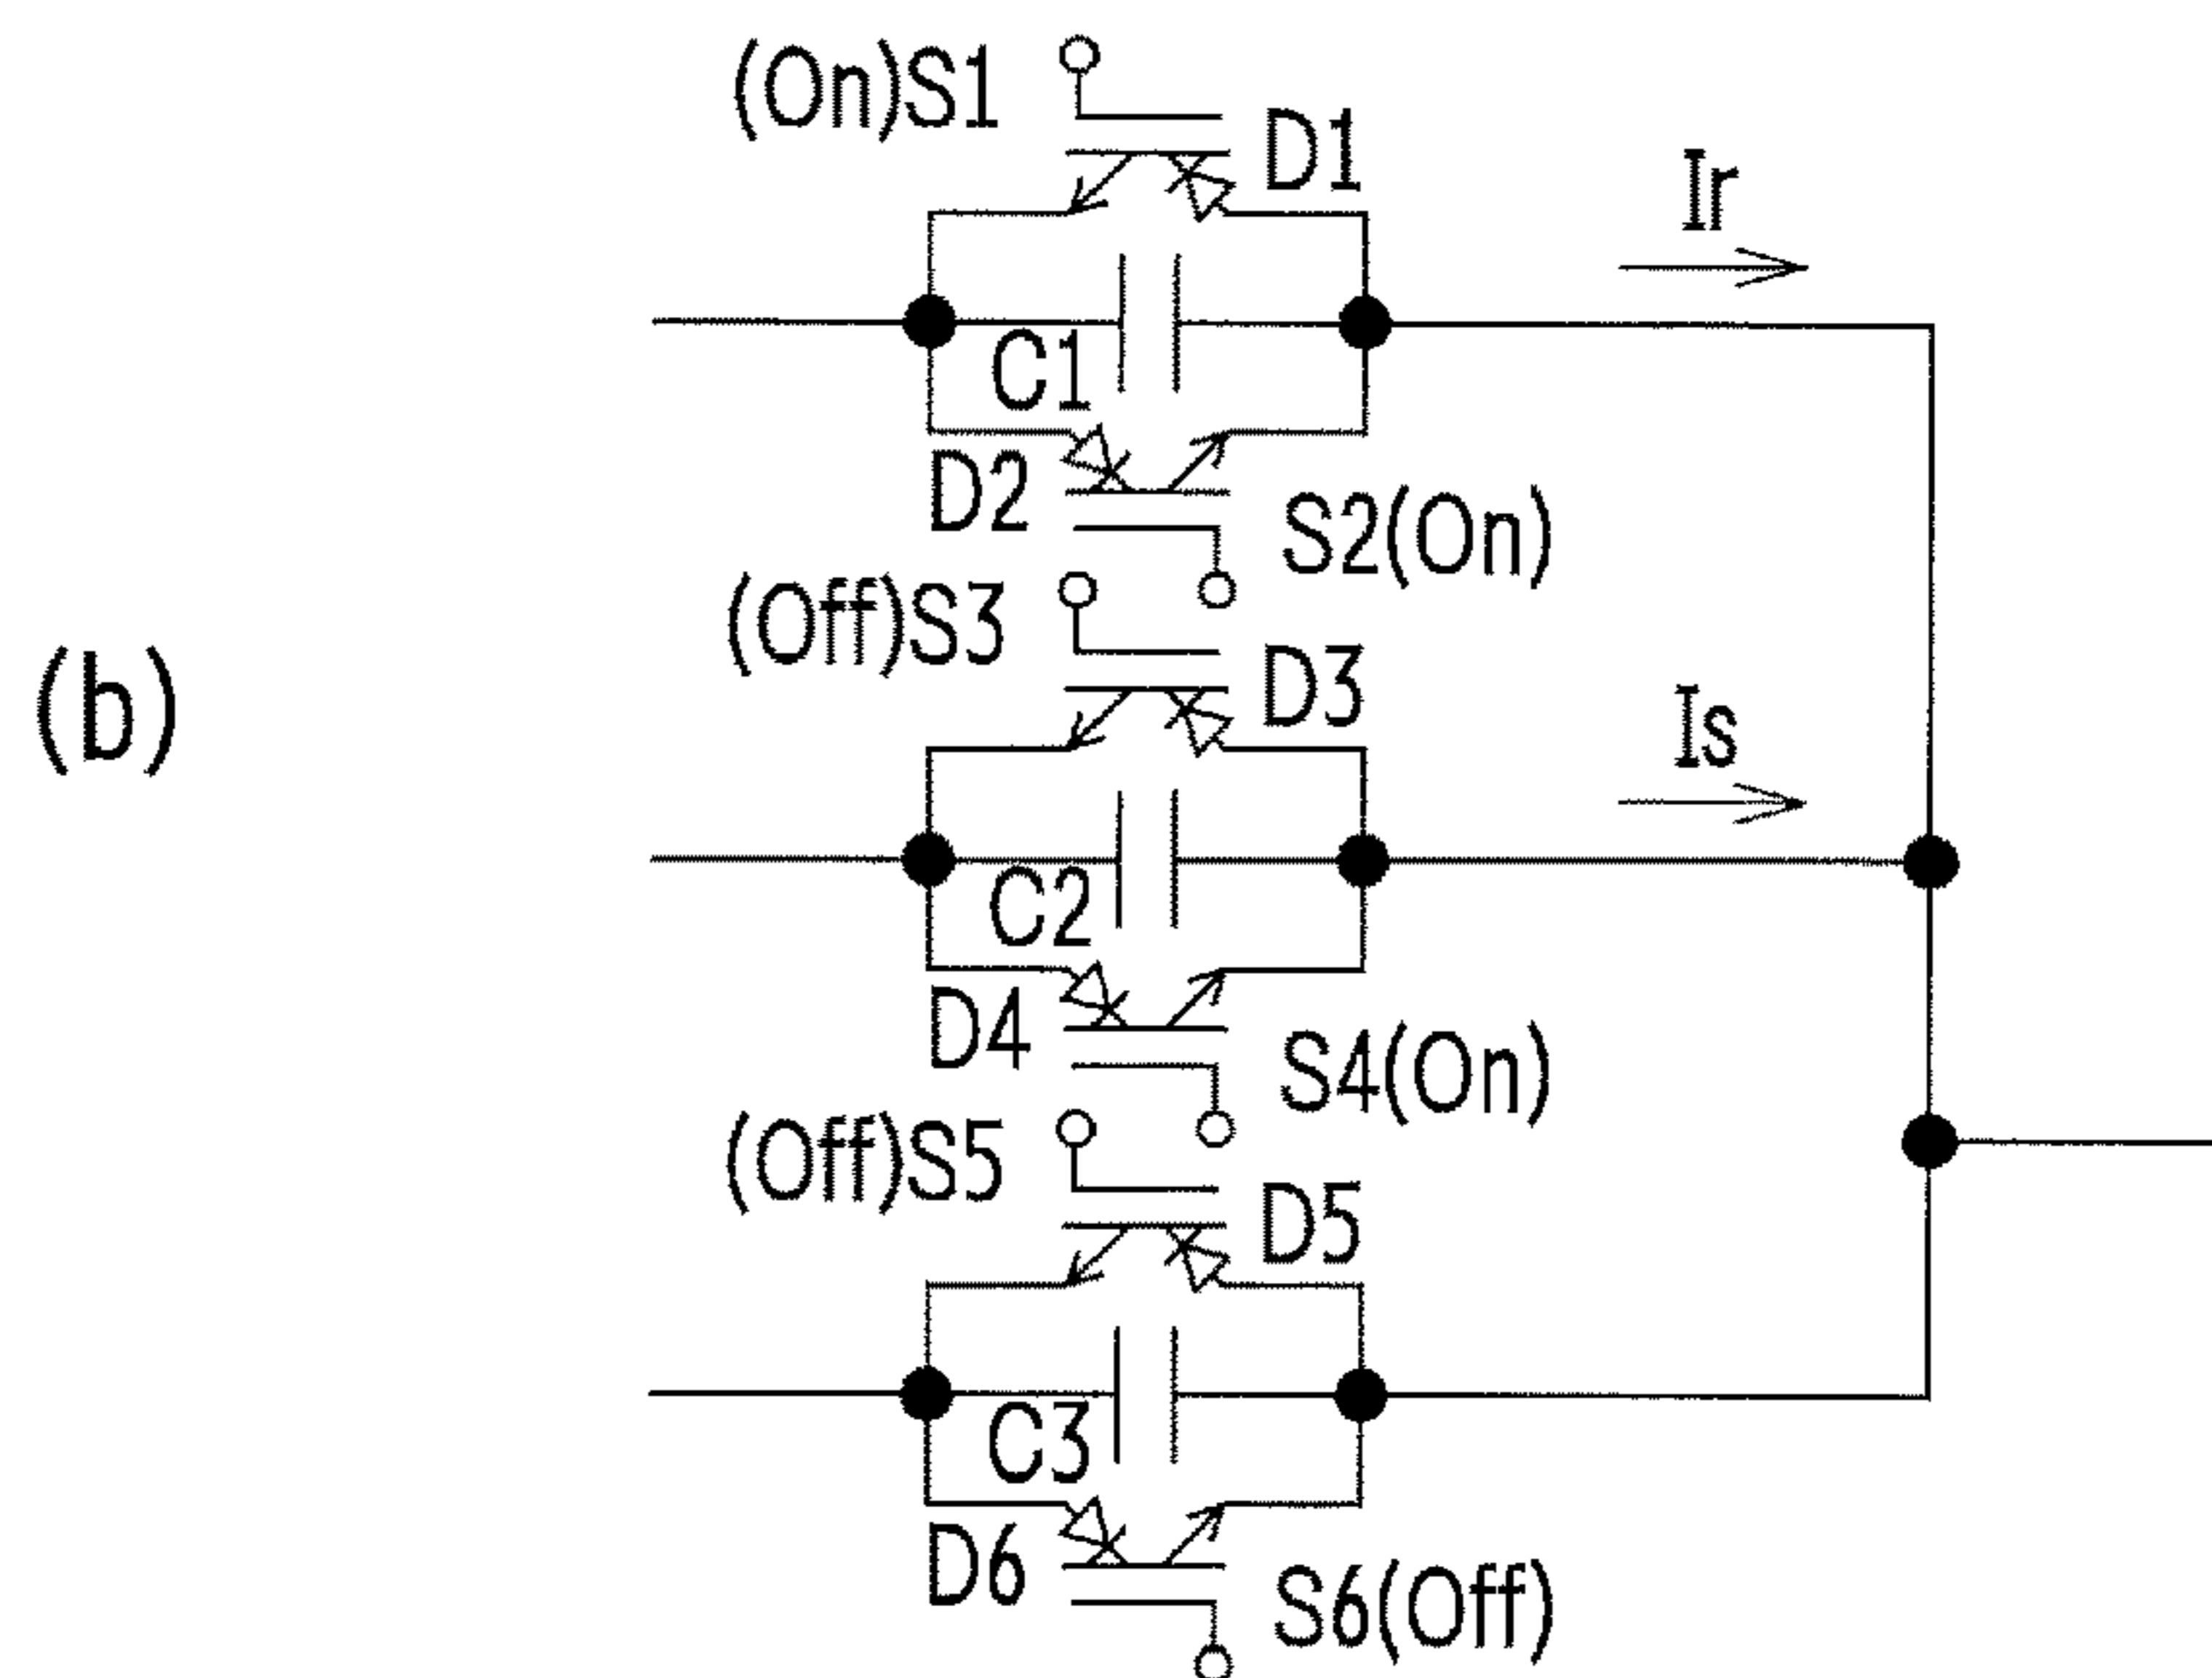 (On)S1
D1
Ir
C1
D2
S2(On)
(Off)S3
D3
(b)
Is
C2
D4
S4(On)
(Off)S5
D5
C3
D6
S6(Off)